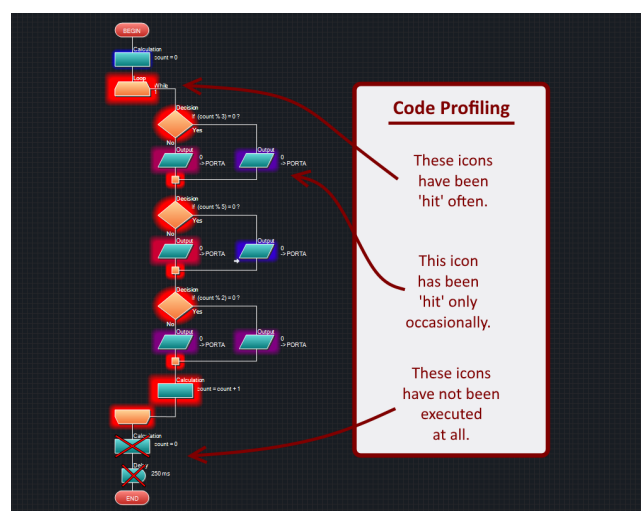 BEGIN
Calculation
count = 0
Loop
While
1
Decision
If (count % 3) = 0 ?
Yes
No
Output
0
-> PORTA
Output
0
-> PORTA
Decision
If (count % 5) = 0 ?
Yes
No
Output
0
-> PORTA
Output
0
-> PORTA
Decision
If (count % 2) = 0 ?
Yes
No
Output
0
-> PORTA
Output
0
-> PORTA
Calculation
count = count + 1
Calculation
count = 0
Delay
250 ms
END
Code Profiling
These icons
have been
'hit' often.
This icon
has been
'hit' only
occasionally.
These icons
have not been
executed
at all.